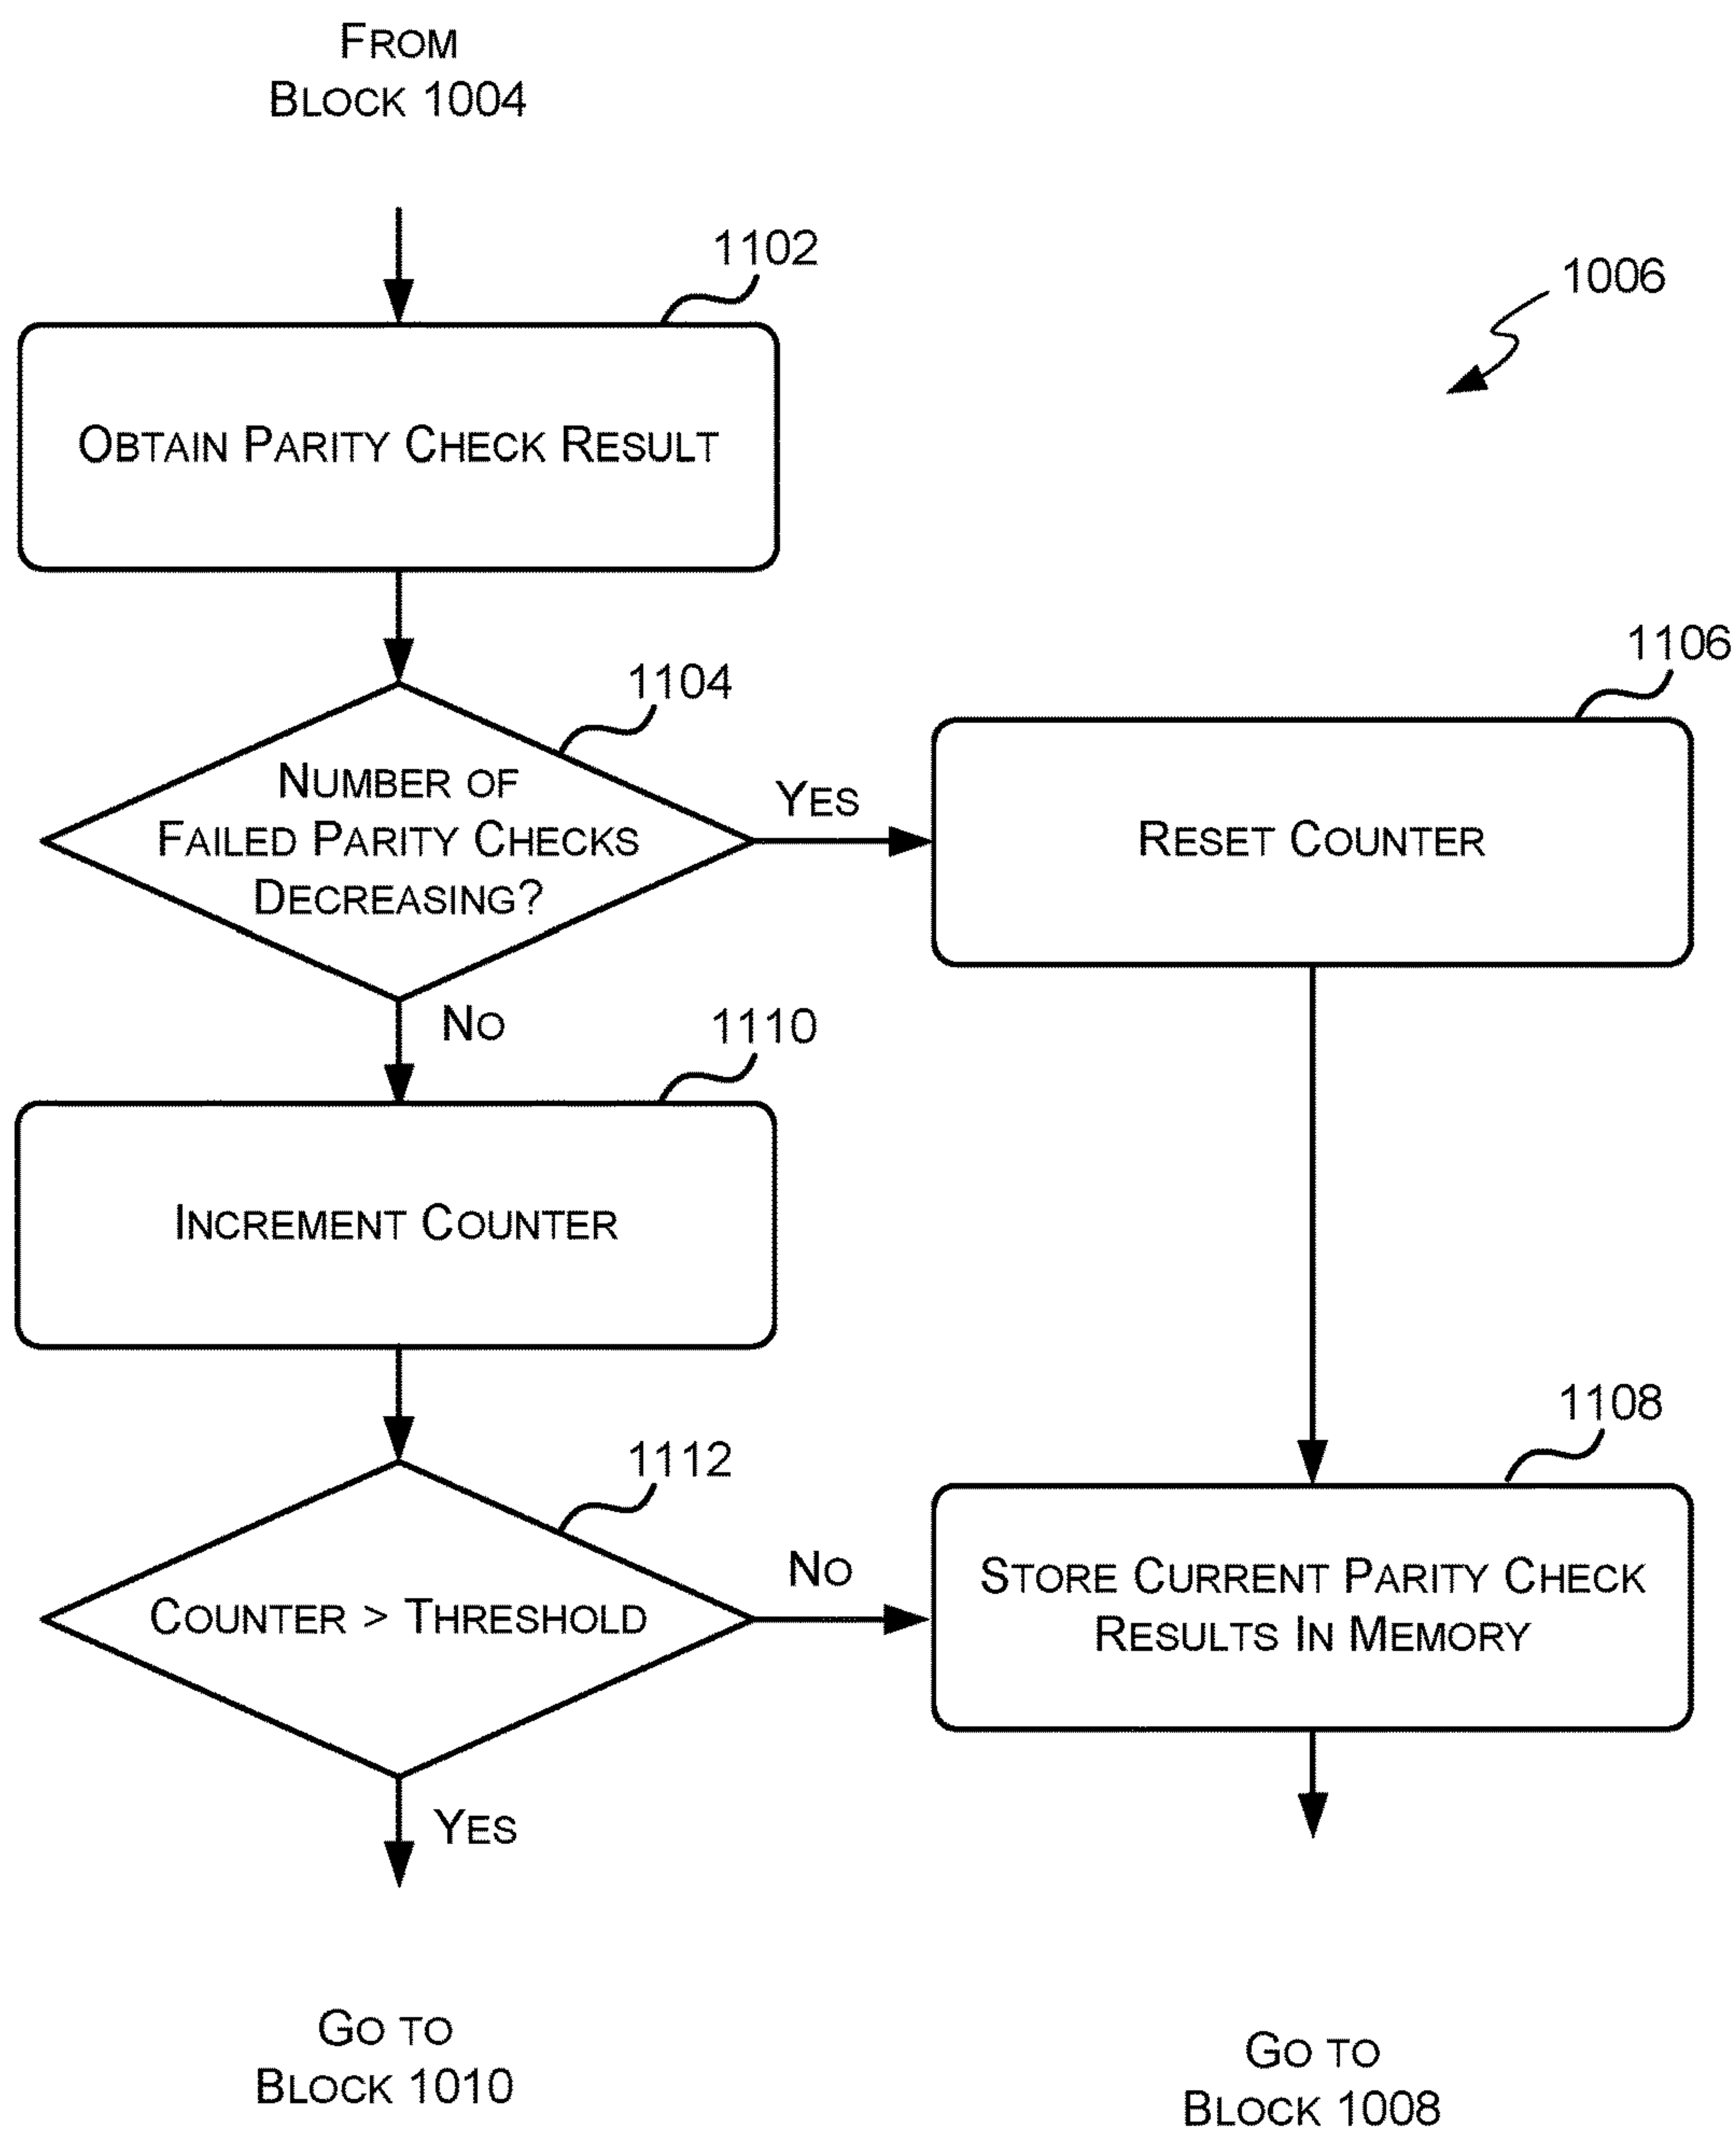 FROM
BLOCK 1004
1102
1006
OBTAIN PARITY CHECK RESULT
1104
1106
NUMBER OF
FAILED PARITY CHECKS
DECREASING?
YES
RESET COUNTER
NO
1110
INCREMENT COUNTER
1112
1108
COUNTER > THRESHOLD
NO
STORE CURRENT PARITY CHECK
RESULTS IN MEMORY
YES
GO TO
BLOCK 1010
GO TO
BLOCK 1008